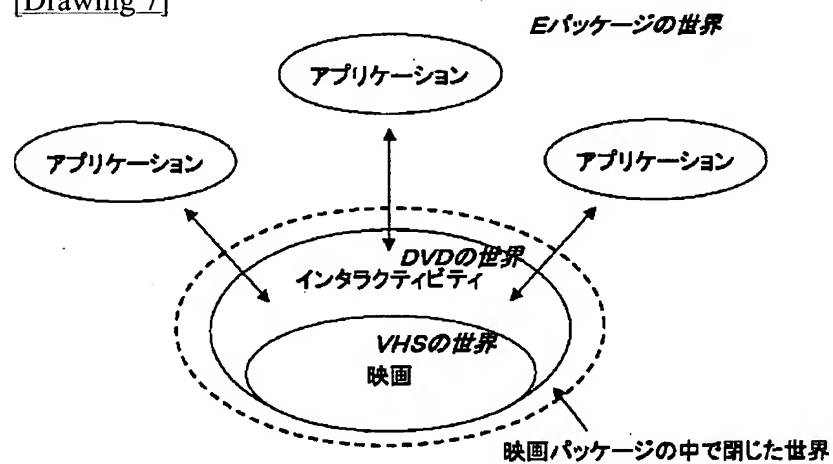 [Drawing 7]
Eパッケージの世界
アプリケーション
アプリケーション
アプリケーション
DVDの世界
インタラクティビティ
VHSの世界
映画
映画パッケージの中で閉じた世界